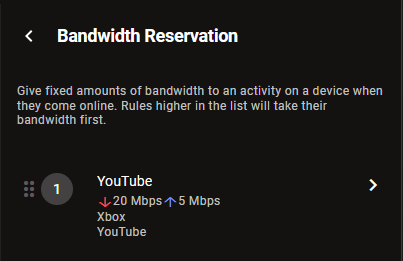 Bandwidth Reservation
Give fixed amounts of bandwidth to an activity on a device when
they come online. Rules higher in the list will take their
bandwidth first.
1
YouTube
20 Mbps 5 Mbps
Xbox
YouTube